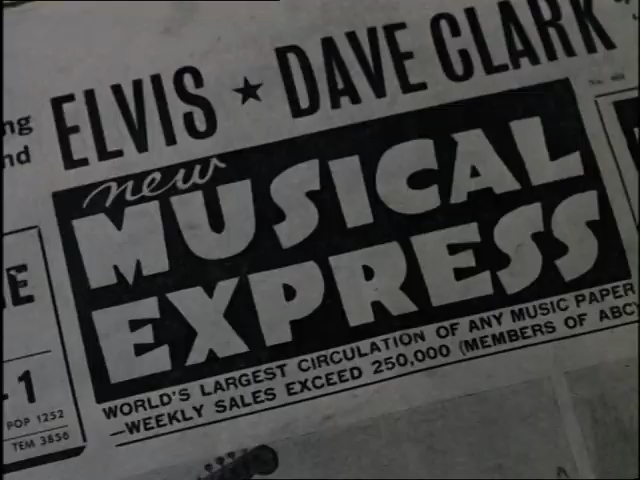 ELVIS ★ DAVE CLARK
ng
nd
new
MUSICAL
EXPRESS
WORLD'S LARGEST CIRCULATION OF ANY MUSIC PAPER
—WEEKLY SALES EXCEED 250,000 (MEMBERS OF ABC)
E
-1
POP 1252
TEM 3856